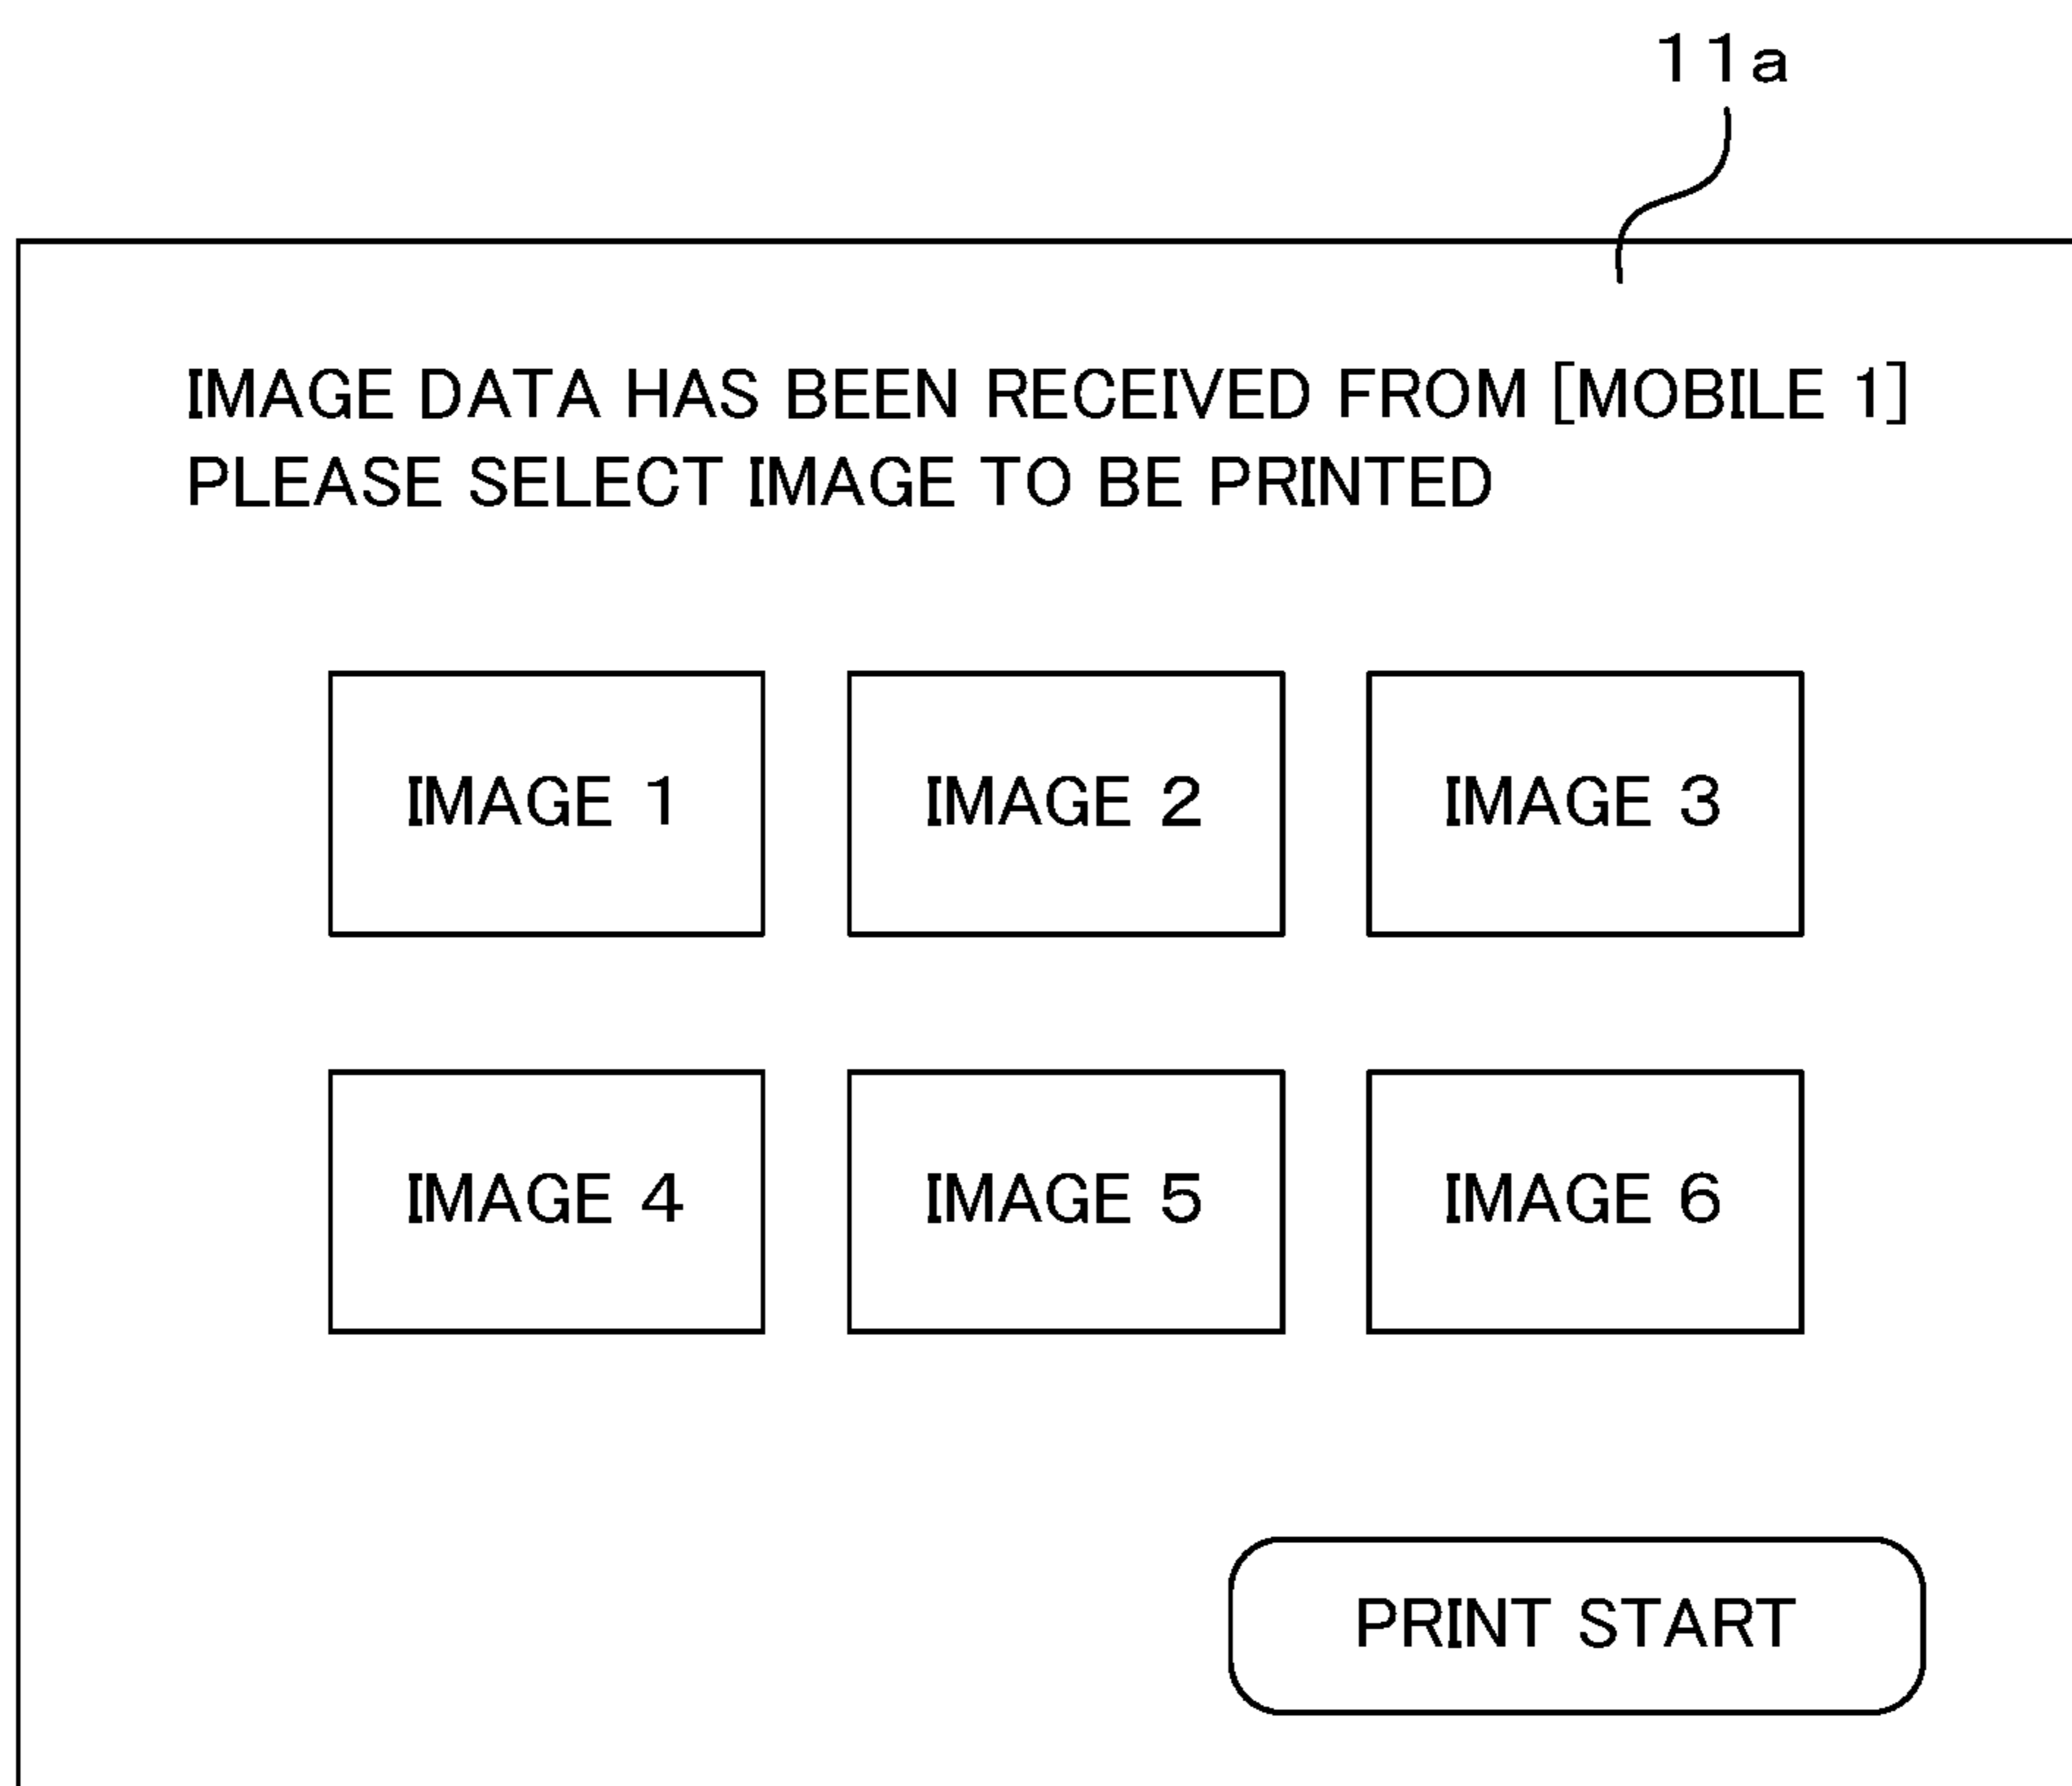 11a
IMAGE DATA HAS BEEN RECEIVED FROM [MOBILE 1]
PLEASE SELECT IMAGE TO BE PRINTED
IMAGE 1
IMAGE 2
IMAGE 3
IMAGE 4
IMAGE 5
IMAGE 6
PRINT START